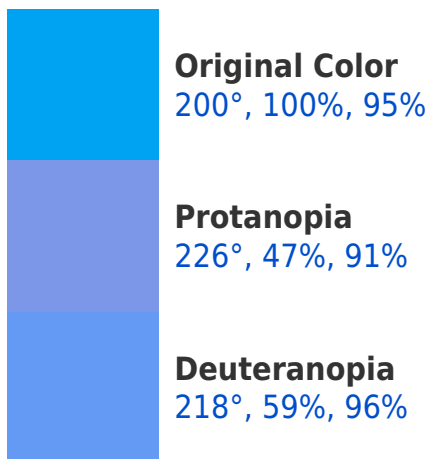 Original Color
200°, 100%, 95%
Protanopia
226°, 47%, 91%
Deuteranopia
218°, 59%, 96%